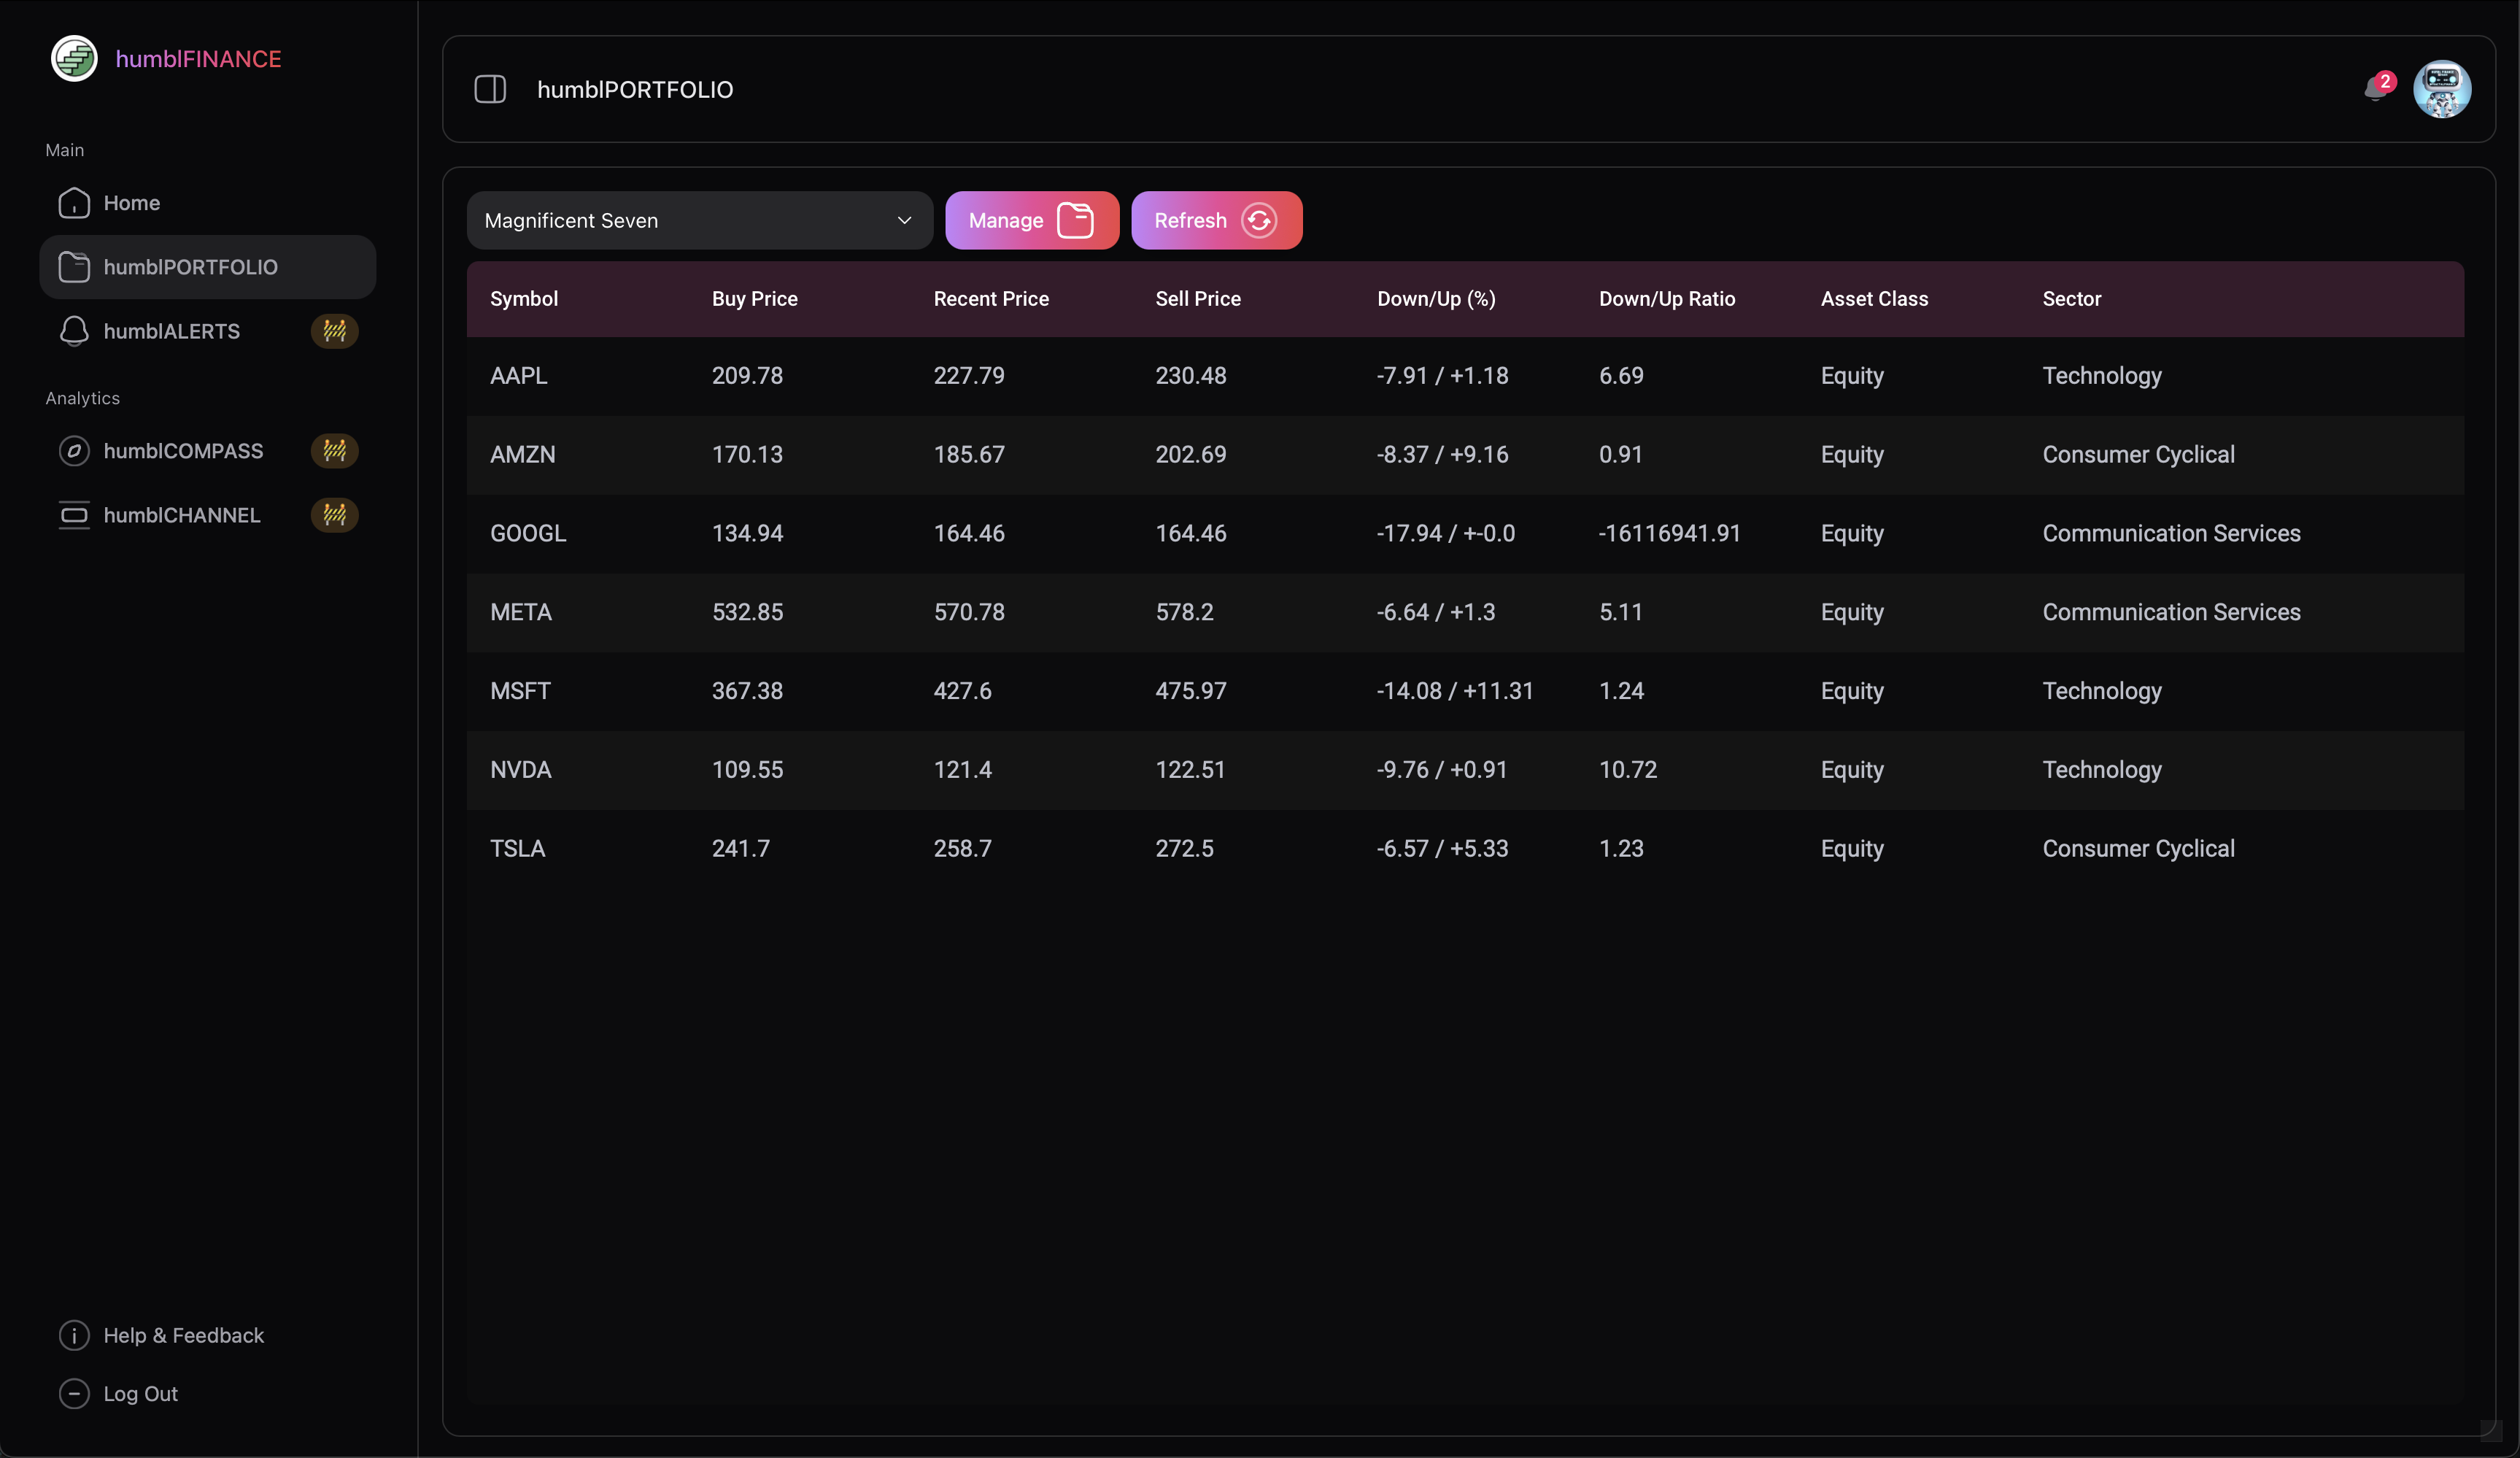 humblFINANCE
Main
Home
humblPORTFOLIO
humblALERTS
Analytics
humblCOMPASS
humblCHANNEL
Help & Feedback
Log Out
humblPORTFOLIO
2
Magnificent Seven
Manage
Refresh
Symbol Buy Price Recent Price Sell Price Down/Up (%) Down/Up Ratio Asset Class Sector
AAPL 209.78 227.79 230.48 -7.91 / +1.18 6.69 Equity Technology
AMZN 170.13 185.67 202.69 -8.37 / +9.16 0.91 Equity Consumer Cyclical
GOOGL 134.94 164.46 164.46 -17.94 / +-0.0 -16116941.91 Equity Communication Services
META 532.85 570.78 578.2 -6.64 / +1.3 5.11 Equity Communication Services
MSFT 367.38 427.6 475.97 -14.08 / +11.31 1.24 Equity Technology
NVDA 109.55 121.4 122.51 -9.76 / +0.91 10.72 Equity Technology
TSLA 241.7 258.7 272.5 -6.57 / +5.33 1.23 Equity Consumer Cyclical